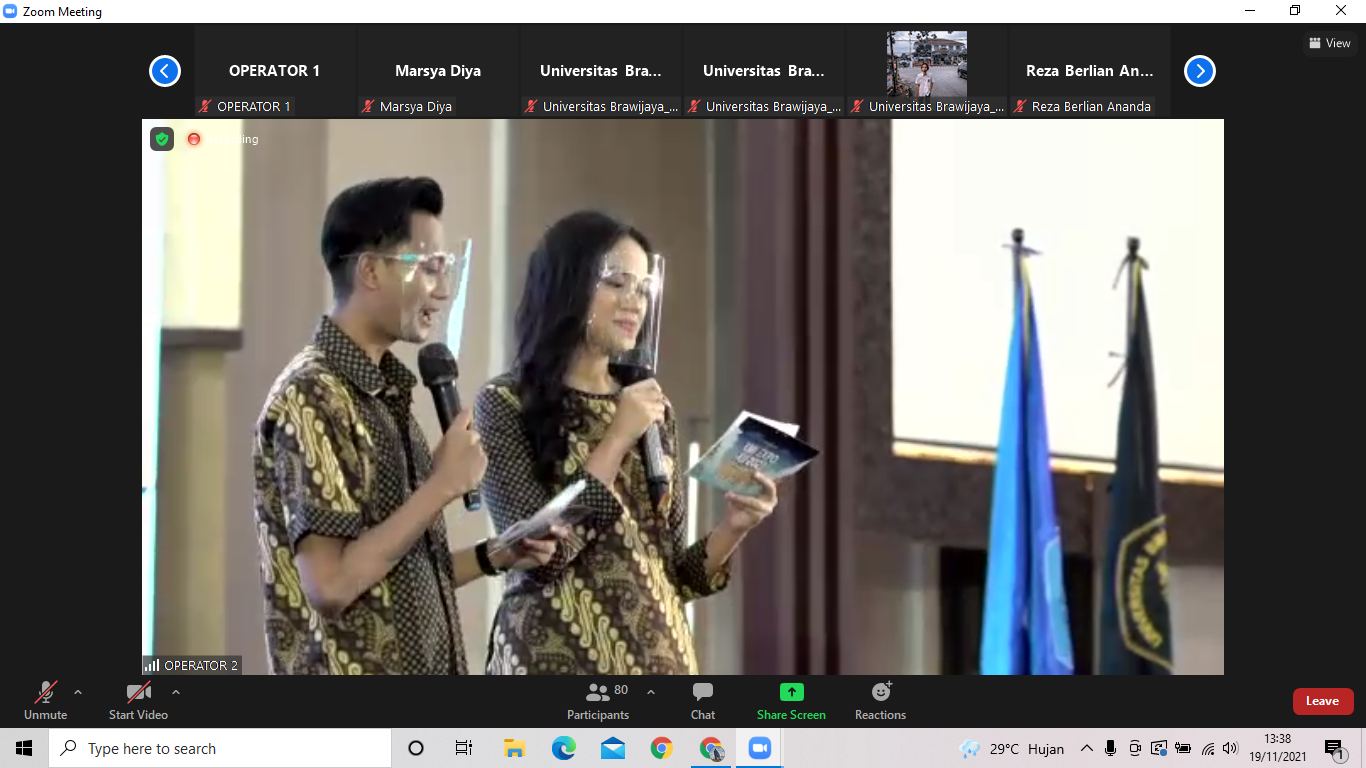 Zoom Meeting
View
OPERATOR 1
Marsya Diya
Universitas Bra...
Universitas Bra...
Reza Berlian An...
OPERATOR 1
Marsya Diya
Universitas Brawijaya_...
Universitas Brawijaya_...
Universitas Brawijaya_...
Reza Berlian Ananda
OPERATOR 2
Unmute
Start Video
Participants
80
Chat
Share Screen
Reactions
Leave
Type here to search
29°C Hujan
13:38
19/11/2021
1